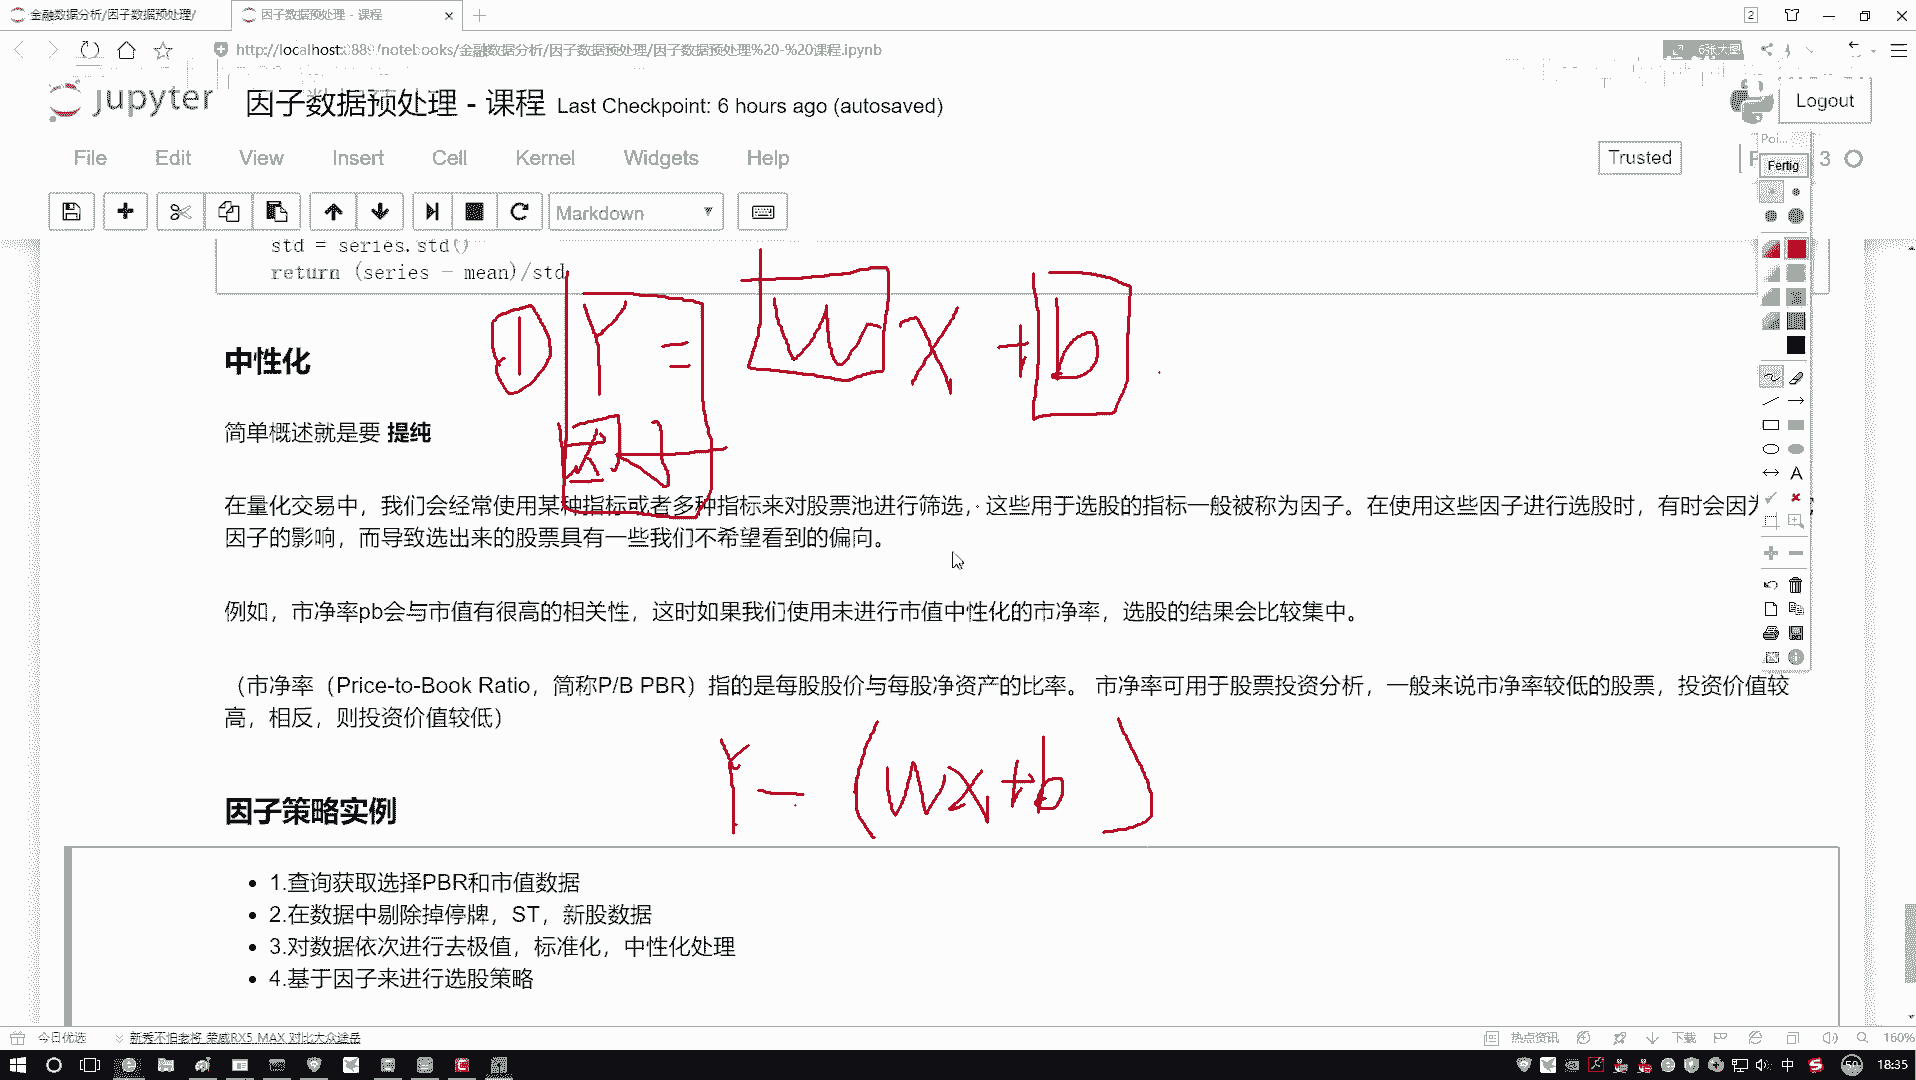 金融数据分析/因子数据预处理/
因子数据预处理 - 课程
2
http://localhost:889/notebooks/金融数据分析/因子数据预处理/因子数据预处理%20-%20课程.ipynb
6张大图
jupyter
因子数据预处理 - 课程 Last Checkpoint: 6 hours ago (autosaved)
Logout
File Edit View Insert Cell Kernel Widgets Help
Trusted
3
Fertig
Markdown
std = series.std()
return (series - mean)/std
① Y = WX + b
因子
中性化
简单概述就是要 提纯
在量化交易中，我们会经常使用某种指标或者多种指标来对股票池进行筛选，这些用于选股的指标一般被称为因子。在使用这些因子进行选股时，有时会因为
因子的影响，而导致选出来的股票具有一些我们不希望看到的偏向。
例如，市净率pb会与市值有很高的相关性，这时如果我们使用未进行市值中性化的市净率，选股的结果会比较集中。
（市净率（Price-to-Book Ratio，简称P/B PBR）指的是每股股价与每股净资产的比率。 市净率可用于股票投资分析，一般来说市净率较低的股票，投资价值较
高，相反，则投资价值较低）
Y - (WX+b)
因子策略实例
1.查询获取选择PBR和市值数据
2.在数据中剔除掉停牌，ST，新股数据
3.对数据依次进行去极值，标准化，中性化处理
4.基于因子来进行选股策略
今日优选
新秀不怕老将 荣威RX5 MAX 对比大众途岳
热点资讯
下载
160%
中
18:35